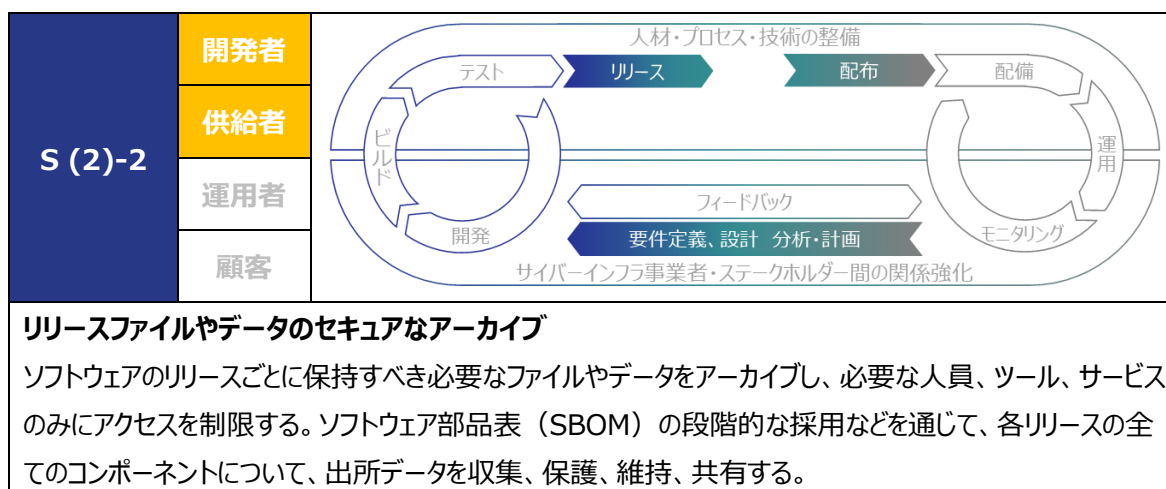 S (2)-2
開発者
供給者
運用者
顧客
人材・プロセス・技術の整備
テスト
リリース
配布
配備
ビルド
運用
フィードバック
開発
要件定義、設計 分析・計画
モニタリング
サイバーインフラ事業者・ステークホルダー間の関係強化
リリースファイルやデータのセキュアなアーカイブ
ソフトウェアのリリースごとに保持すべき必要なファイルやデータをアーカイブし、必要な人員、ツール、サービス
のみにアクセスを制限する。ソフトウェア部品表（SBOM）の段階的な採用などを通じて、各リリースの全
てのコンポーネントについて、出所データを収集、保護、維持、共有する。